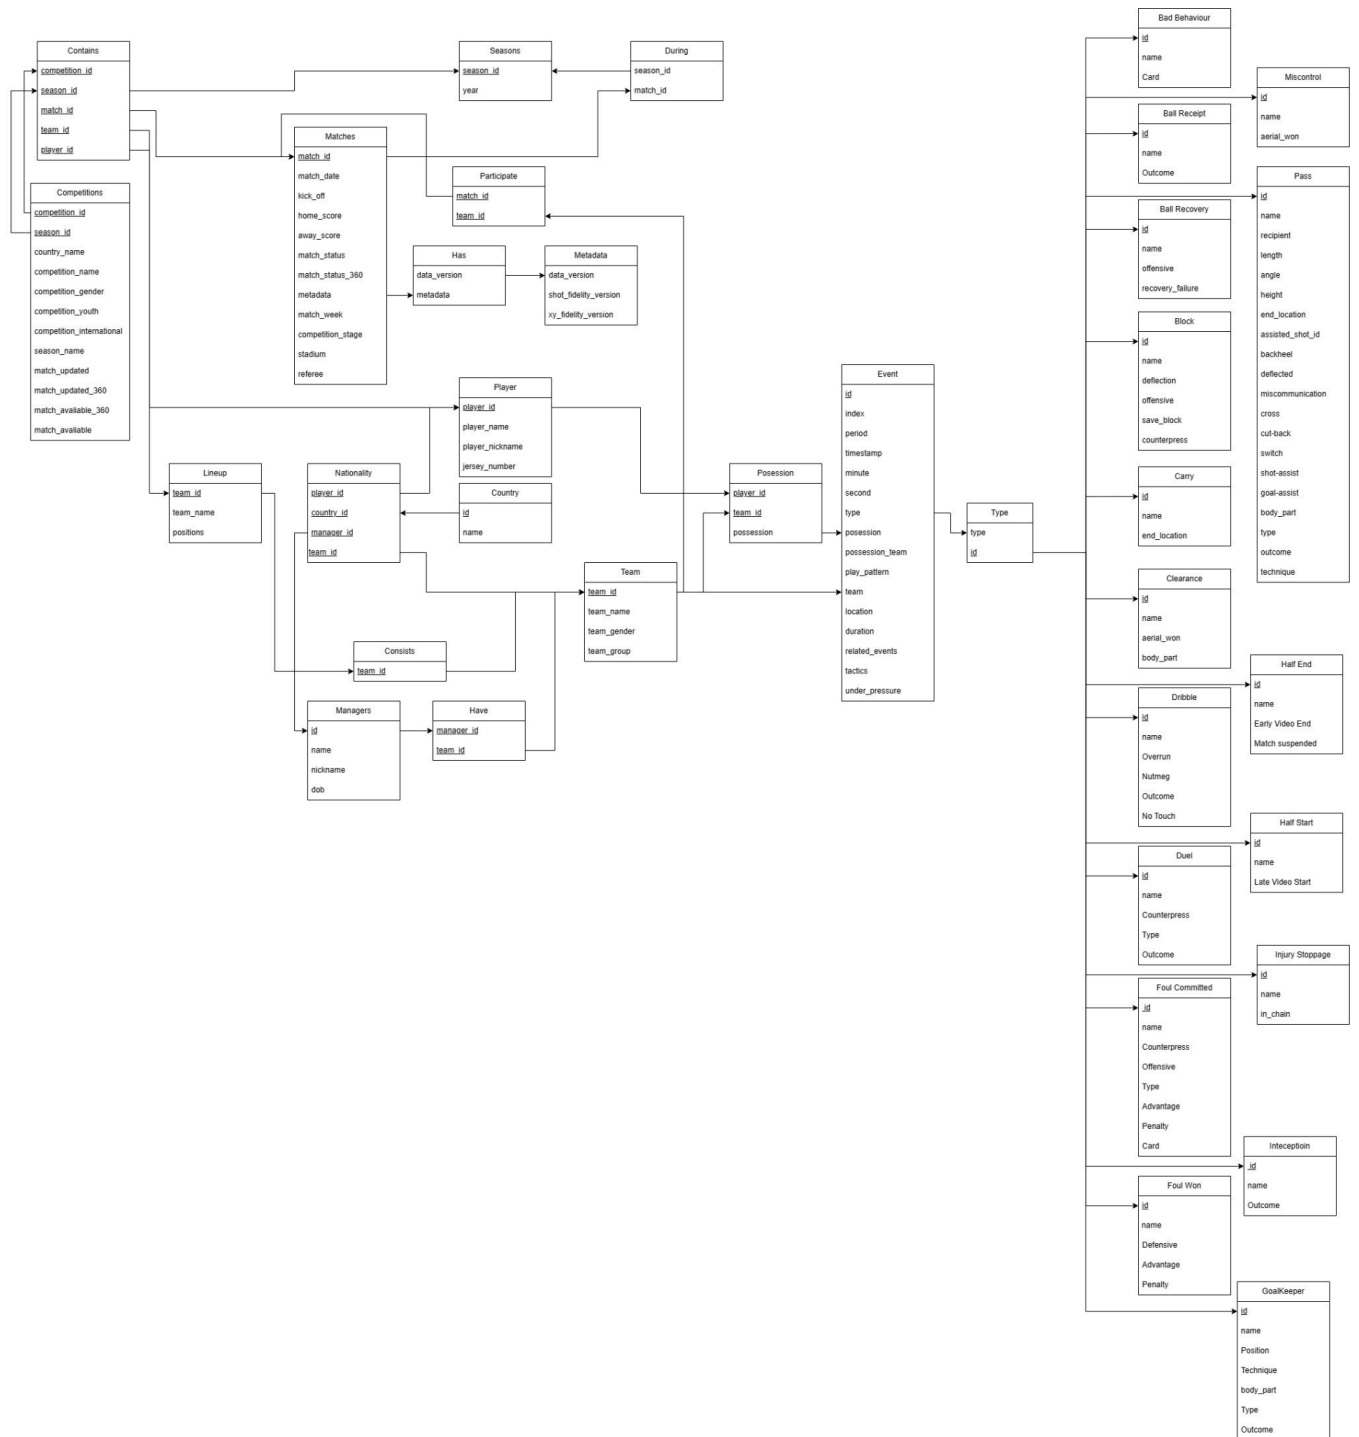 Contains
competition_id
season_id
match_id
team_id
player_id
Competitions
competition_id
season_id
country_name
competition_name
competition_gender
competition_youth
competition_international
season_name
match_updated
match_updated_360
match_avaliable_360
match_avaliable
Seasons
season_id
year
During
season_id
match_id
Matches
match_id
match_date
kick_off
home_score
away_score
match_status
match_status_360
metadata
match_week
competition_stage
stadium
referee
Participate
match_id
team_id
Has
data_version
metadata
Metadata
data_version
shot_fidelity_version
xy_fidelity_version
Player
player_id
player_name
player_nickname
jersey_number
Lineup
team_id
team_name
positions
Nationality
player_id
country_id
manager_id
team_id
Country
id
name
Posession
player_id
team_id
possession
Team
team_id
team_name
team_gender
team_group
Consists
team_id
Managers
id
name
nickname
dob
Have
manager_id
team_id
Event
id
index
period
timestamp
minute
second
type
posession
possession_team
play_pattern
team
location
duration
related_events
tactics
under_pressure
Type
type
id
Bad Behaviour
id
name
Card
Ball Receipt
id
name
Outcome
Ball Recovery
id
name
offensive
recovery_failure
Block
id
name
deflection
offensive
save_block
counterpress
Carry
id
name
end_location
Clearance
id
name
aerial_won
body_part
Dribble
id
name
Overrun
Nutmeg
Outcome
No Touch
Duel
id
name
Counterpress
Type
Outcome
Foul Committed
id
name
Counterpress
Offensive
Type
Advantage
Penalty
Card
Foul Won
id
name
Defensive
Advantage
Penalty
Miscontrol
id
name
aerial_won
Pass
id
name
recipient
length
angle
height
end_location
assisted_shot_id
backheel
deflected
miscommunication
cross
cut-back
switch
shot-assist
goal-assist
body_part
type
outcome
technique
Half End
id
name
Early Video End
Match suspended
Half Start
id
name
Late Video Start
Injury Stoppage
id
name
in_chain
Inteceptioin
id
name
Outcome
GoalKeeper
id
name
Position
Technique
body_part
Type
Outcome